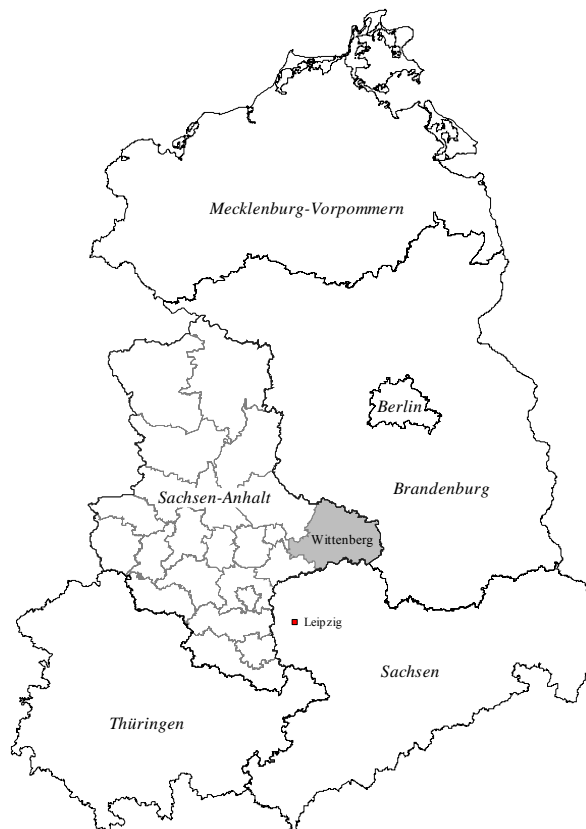 Mecklenburg-Vorpommern
Berlin
Brandenburg
Sachsen-Anhalt
Wittenberg
Leipzig
Sachsen
Thüringen